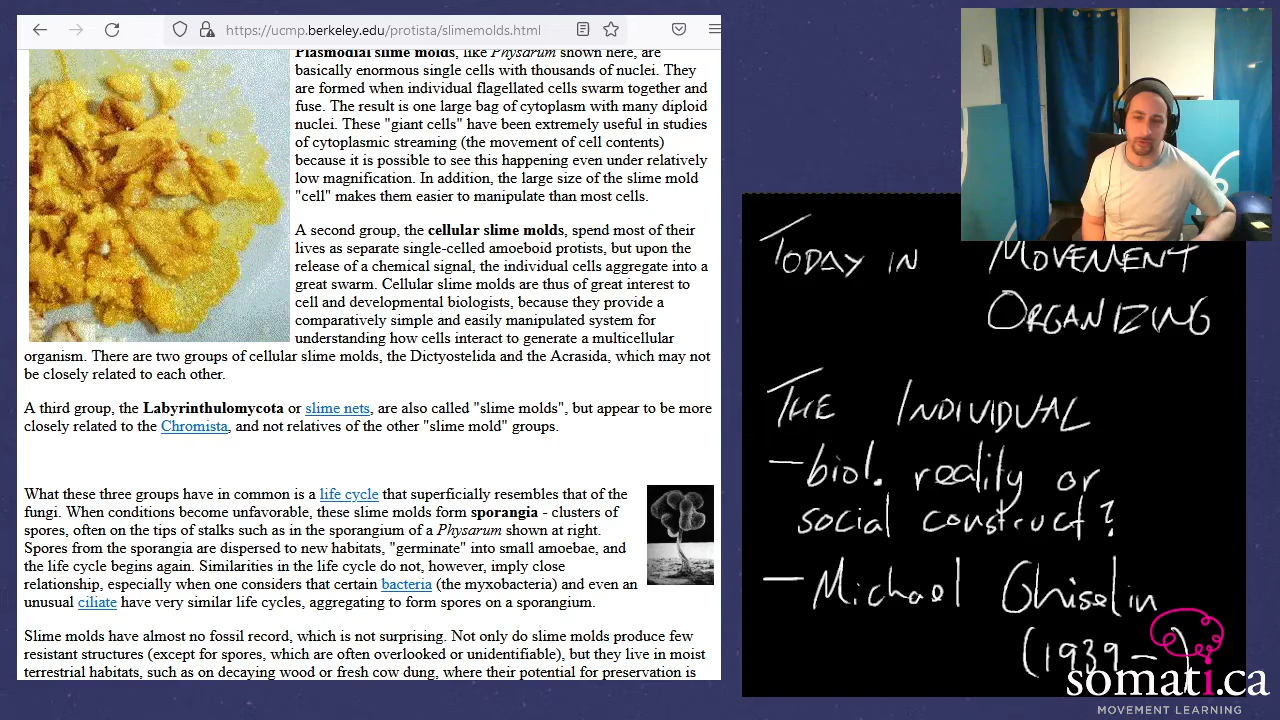 https://ucmp.berkeley.edu/protista/slimemolds.html
Plasmodial slime molds, like Physarum shown here, are
basically enormous single cells with thousands of nuclei. They
are formed when individual flagellated cells swarm together and
fuse. The result is one large bag of cytoplasm with many diploid
nuclei. These "giant cells" have been extremely useful in studies
of cytoplasmic streaming (the movement of cell contents)
because it is possible to see this happening even under relatively
low magnification. In addition, the large size of the slime mold
"cell" makes them easier to manipulate than most cells.
A second group, the cellular slime molds, spend most of their
lives as separate single-celled amoeboid protists, but upon the
release of a chemical signal, the individual cells aggregate into a
great swarm. Cellular slime molds are thus of great interest to
cell and developmental biologists, because they provide a
comparatively simple and easily manipulated system for
understanding how cells interact to generate a multicellular
organism. There are two groups of cellular slime molds, the Dictyostelida and the Acrasida, which may not
be closely related to each other.
A third group, the Labyrinthulomycota or slime nets, are also called "slime molds", but appear to be more
closely related to the Chromista, and not relatives of the other "slime mold" groups.
What these three groups have in common is a life cycle that superficially resembles that of the
fungi. When conditions become unfavorable, these slime molds form sporangia - clusters of
spores, often on the tips of stalks such as in the sporangium of a Physarum shown at right.
Spores from the sporangia are dispersed to new habitats, "germinate" into small amoebae, and
the life cycle begins again. Similarities in the life cycle do not, however, imply close
relationship, especially when one considers that certain bacteria (the myxobacteria) and even an
unusual ciliate have very similar life cycles, aggregating to form spores on a sporangium.
Slime molds have almost no fossil record, which is not surprising. Not only do slime molds produce few
resistant structures (except for spores, which are often overlooked or unidentifiable), but they live in moist
terrestrial habitats, such as on decaying wood or fresh cow dung, where their potential for preservation is
TODAY IN MOVEMENT
ORGANIZING
THE INDIVIDUAL
- biol. reality or
social construct?
- Michael Ghiselin
(1939 - )
somati.ca
MOVEMENT LEARNING